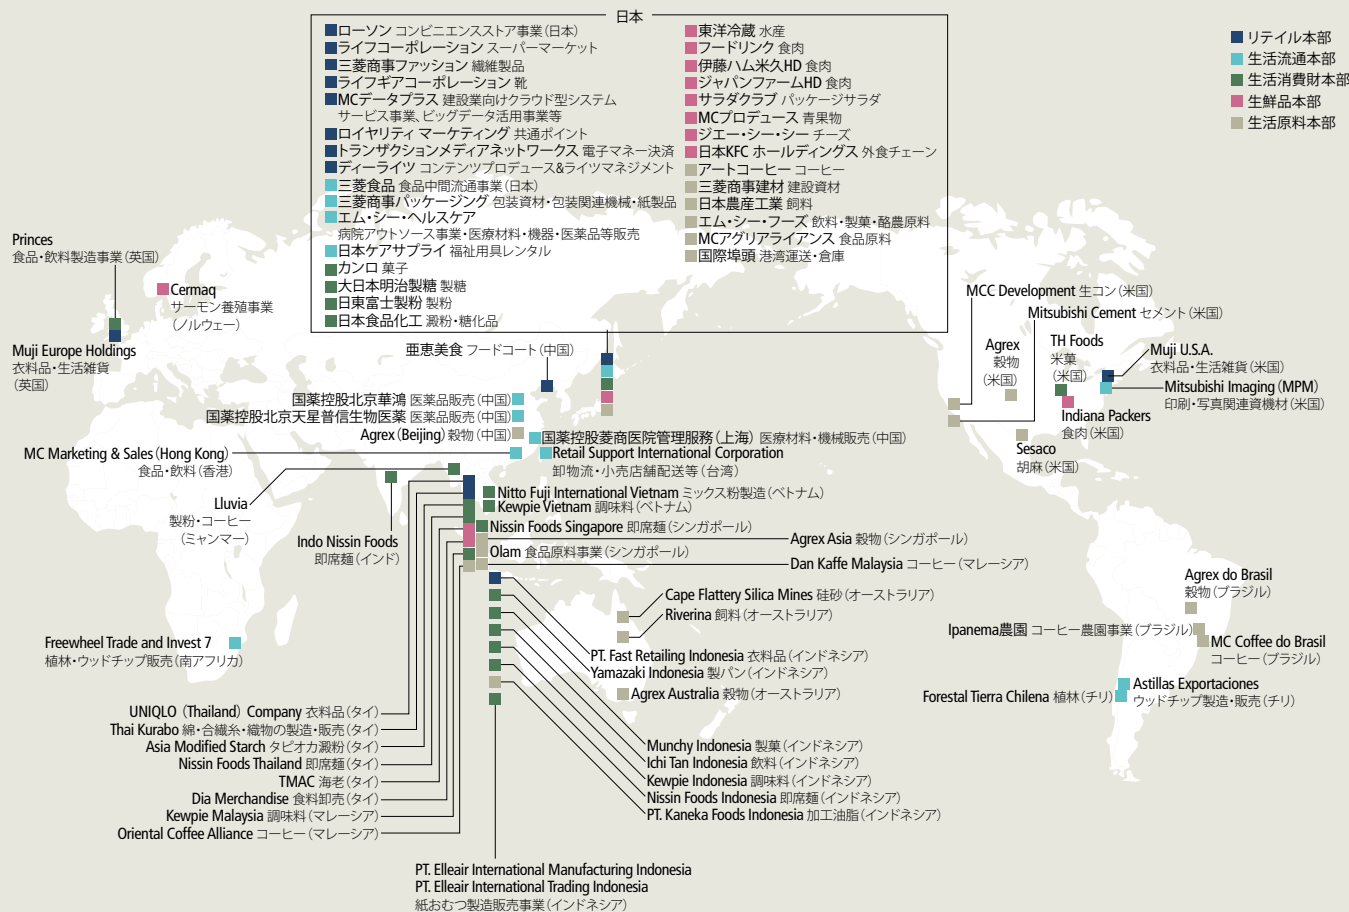 日本
ローソン コンビニエンスストア事業(日本)
ライフコーポレーション スーパーマーケット
三菱商事ファッション 繊維製品
ライフギアコーポレーション 靴
MCデータプラス 建設業向けクラウド型システム
サービス事業、ビッグデータ活用事業等
ロイヤリティ マーケティング 共通ポイント
トランザクションメディアネットワークス 電子マネー決済
ディーライツ コンテンツプロデュース&ライツマネジメント
三菱食品 食品中間流通事業(日本)
三菱商事パッケージング 包装資材・包装関連機械・紙製品
エム・シー・ヘルスケア
病院アウトソース事業・医療材料・機器・医薬品等販売
日本ケアサプライ 福祉用具レンタル
カンロ 菓子
大日本明治製糖 製糖
日東富士製粉 製粉
日本食品化工 澱粉・糖化品
東洋冷蔵 水産
フードリンク 食肉
伊藤ハム米久HD 食肉
ジャパンファームHD 食肉
サラダクラブ パッケージサラダ
MCプロデュース 青果物
ジエー・シー・シー チーズ
日本KFC ホールディングス 外食チェーン
アートコーヒー コーヒー
三菱商事建材 建設資材
日本農産工業 飼料
エム・シー・フーズ 飲料・製菓・酪農原料
MCアグリアライアンス 食品原料
国際埠頭 港湾運送・倉庫
リテイル本部
生活流通本部
生活消費財本部
生鮮品本部
生活原料本部
Princes
食品・飲料製造事業(英国)
Cermaq
サーモン養殖事業
(ノルウェー)
Muji Europe Holdings
衣料品・生活雑貨
(英国)
亜恵美食 フードコート(中国)
国薬控股北京華鴻 医薬品販売(中国)
国薬控股北京天星普信生物医薬 医薬品販売(中国)
Agrex (Beijing) 穀物(中国)
国薬控股菱商医院管理服務(上海) 医療材料・機械販売(中国)
MC Marketing & Sales (Hong Kong)
食品・飲料(香港)
Retail Support International Corporation
卸物流・小売店舗配送等(台湾)
Lluvia
製粉・コーヒー
(ミャンマー)
Indo Nissin Foods
即席麺(インド)
Nitto Fuji International Vietnam ミックス粉製造(ベトナム)
Kewpie Vietnam 調味料(ベトナム)
Nissin Foods Singapore 即席麺(シンガポール)
Agrex Asia 穀物(シンガポール)
Olam 食品原料事業(シンガポール)
Dan Kaffe Malaysia コーヒー(マレーシア)
Cape Flattery Silica Mines 硅砂(オーストラリア)
Riverina 飼料(オーストラリア)
PT. Fast Retailing Indonesia 衣料品(インドネシア)
Yamazaki Indonesia 製パン(インドネシア)
Agrex Australia 穀物(オーストラリア)
Munchy Indonesia 製菓(インドネシア)
Ichi Tan Indonesia 飲料(インドネシア)
Kewpie Indonesia 調味料(インドネシア)
Nissin Foods Indonesia 即席麺(インドネシア)
PT. Kaneka Foods Indonesia 加工油脂(インドネシア)
Freewheel Trade and Invest 7
植林・ウッドチップ販売(南アフリカ)
UNIQLO (Thailand) Company 衣料品(タイ)
Thai Kurabo 綿・合繊糸・織物の製造・販売(タイ)
Asia Modified Starch タピオカ澱粉(タイ)
Nissin Foods Thailand 即席麺(タイ)
TMAC 海老(タイ)
Dia Merchandise 食料卸売(タイ)
Kewpie Malaysia 調味料(マレーシア)
Oriental Coffee Alliance コーヒー(マレーシア)
PT. Elleair International Manufacturing Indonesia
PT. Elleair International Trading Indonesia
紙おむつ製造販売事業(インドネシア)
MCC Development 生コン(米国)
Mitsubishi Cement セメント(米国)
Agrex
穀物
(米国)
TH Foods
米菓
(米国)
Muji U.S.A.
衣料品・生活雑貨(米国)
Mitsubishi Imaging (MPM)
印刷・写真関連資機材(米国)
Indiana Packers
食肉(米国)
Sesaco
胡麻(米国)
Agrex do Brasil
穀物(ブラジル)
Ipanema農園 コーヒー農園事業(ブラジル)
MC Coffee do Brasil
コーヒー(ブラジル)
Astillas Exportaciones
ウッドチップ製造・販売(チリ)
Forestal Tierra Chilena 植林(チリ)